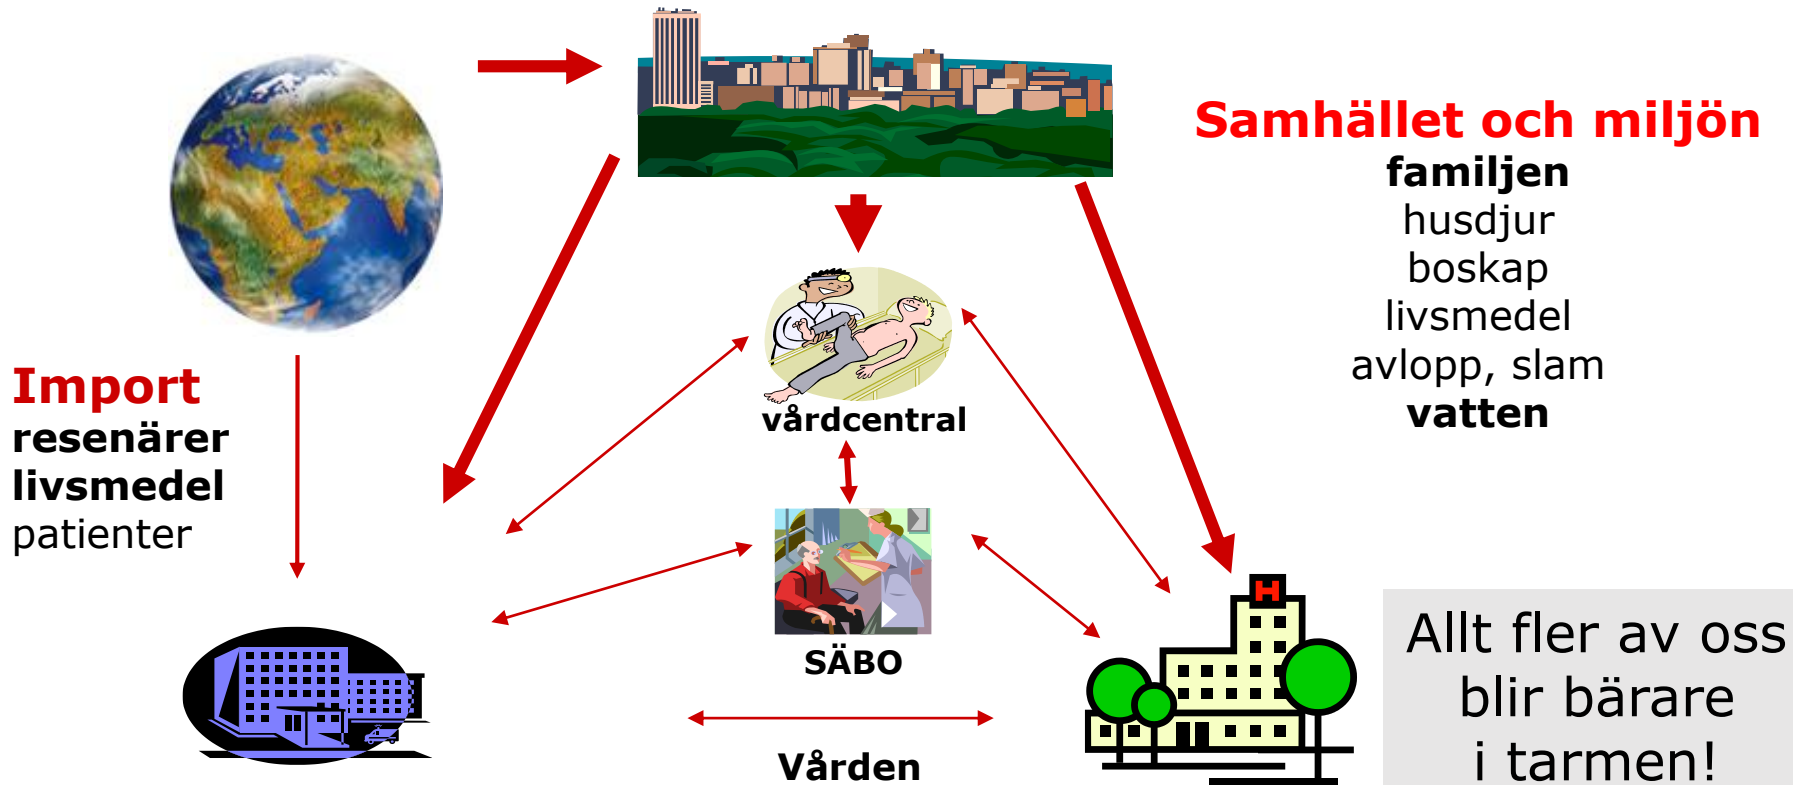 Samhället och miljön
familjen
husdjur
boskap
livsmedel
avlopp, slam
vatten
Import
resenärer
livsmedel
patienter
vårdcentral
SÄBO
Vården
H
Allt fler av oss
blir bärare
i tarmen!